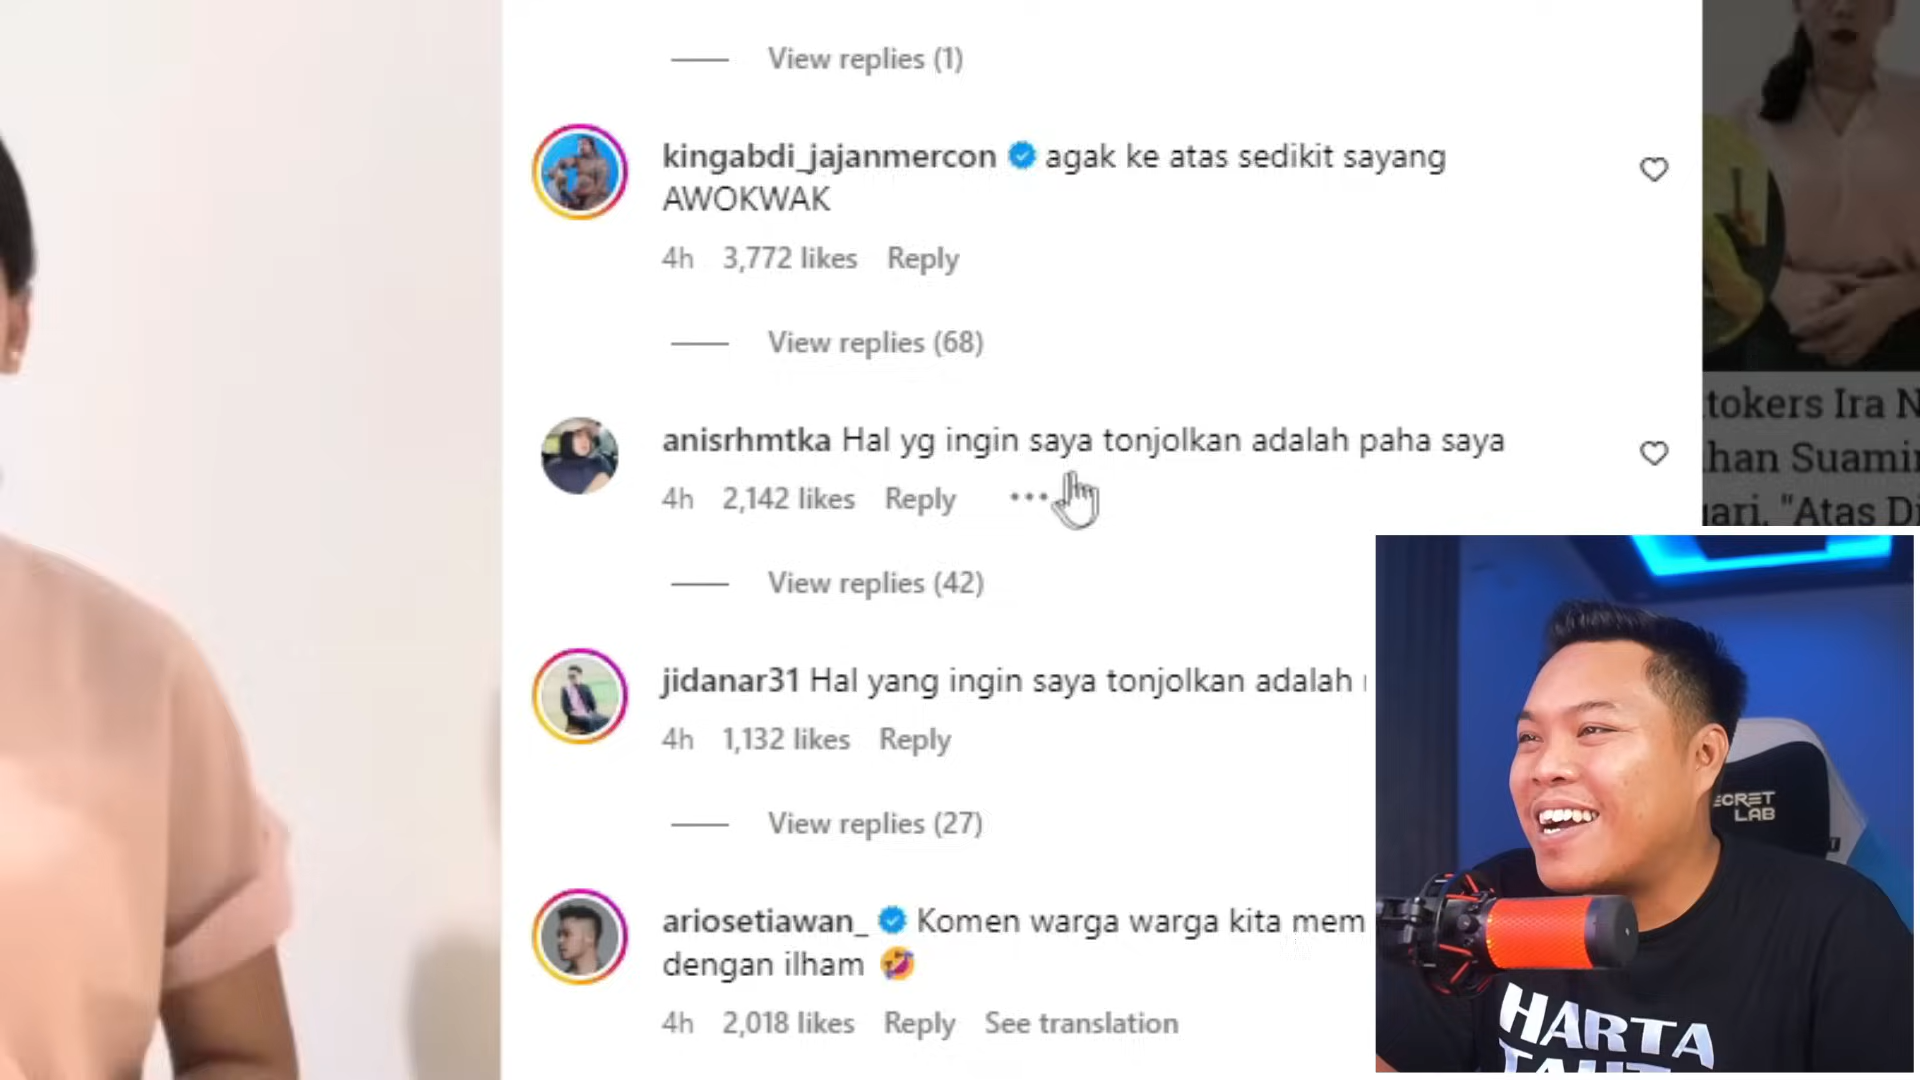 View replies (1)
kingabdi_jajanmercon agak ke atas sedikit sayang
AWOKWAK
4h 3,772 likes Reply
View replies (68)
anisrhmtka Hal yg ingin saya tonjolkan adalah paha saya
4h 2,142 likes Reply ...
View replies (42)
jidanar31 Hal yang ingin saya tonjolkan adalah
4h 1,132 likes Reply
View replies (27)
ariosetiawan_ Komen warga warga kita mem
dengan ilham 🤣
4h 2,018 likes Reply See translation
tokers Ira N
han Suami
ari, "Atas Di
ECRET
LAB
HARTA